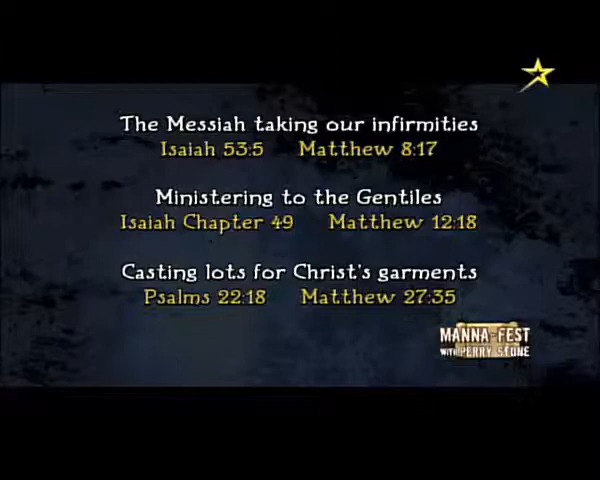 The Messiah taking our infirmities
Isaiah 53:5 Matthew 8:17
Ministering to the Gentiles
Isaiah Chapter 49 Matthew 12:18
Casting lots for Christ's garments
Psalms 22:18 Matthew 27:35
MANNA-FEST
WITH PERRY STONE